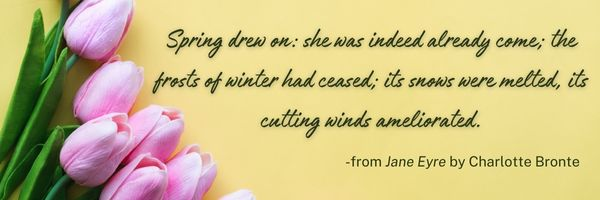 Spring drew on: she was indeed already come; the
frosts of winter had ceased; its snows were melted, its
cutting winds ameliorated.
-from Jane Eyre by Charlotte Bronte